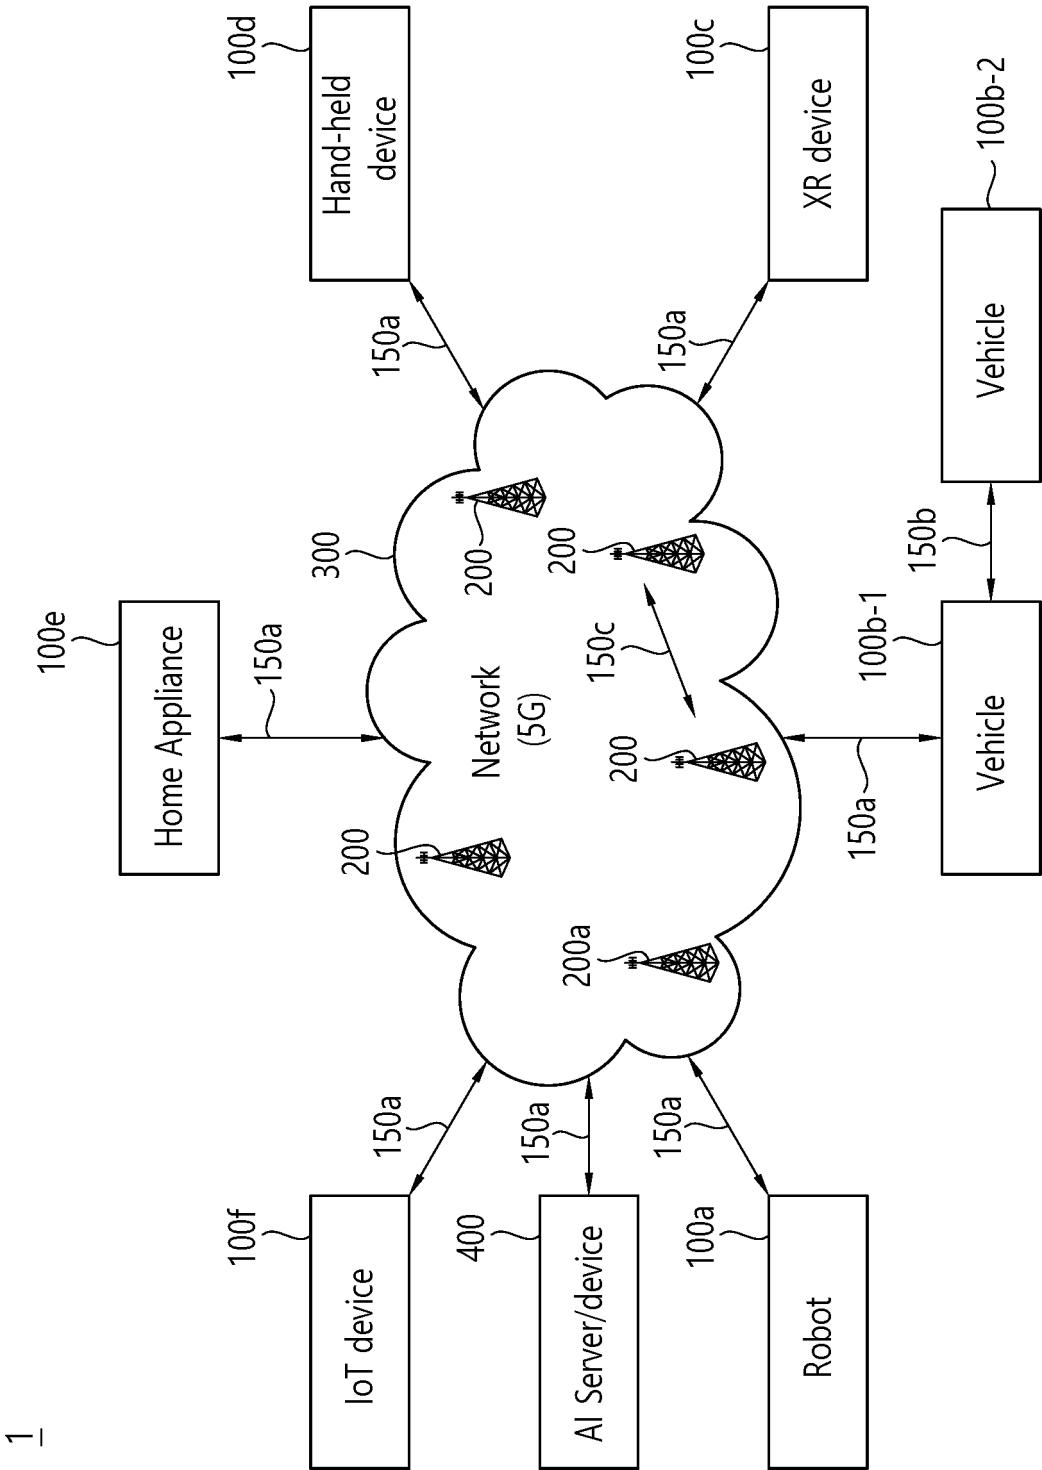 1
100e
Home Appliance
150a
100f
IoT device
150a
300
100d
Hand-held
device
150a
200
200
Network
(5G)
400
AI Server/device
150a
200a
200
150c
200
100a
Robot
150a
100c
XR device
150a
150a
100b-1
Vehicle
150b
100b-2
Vehicle